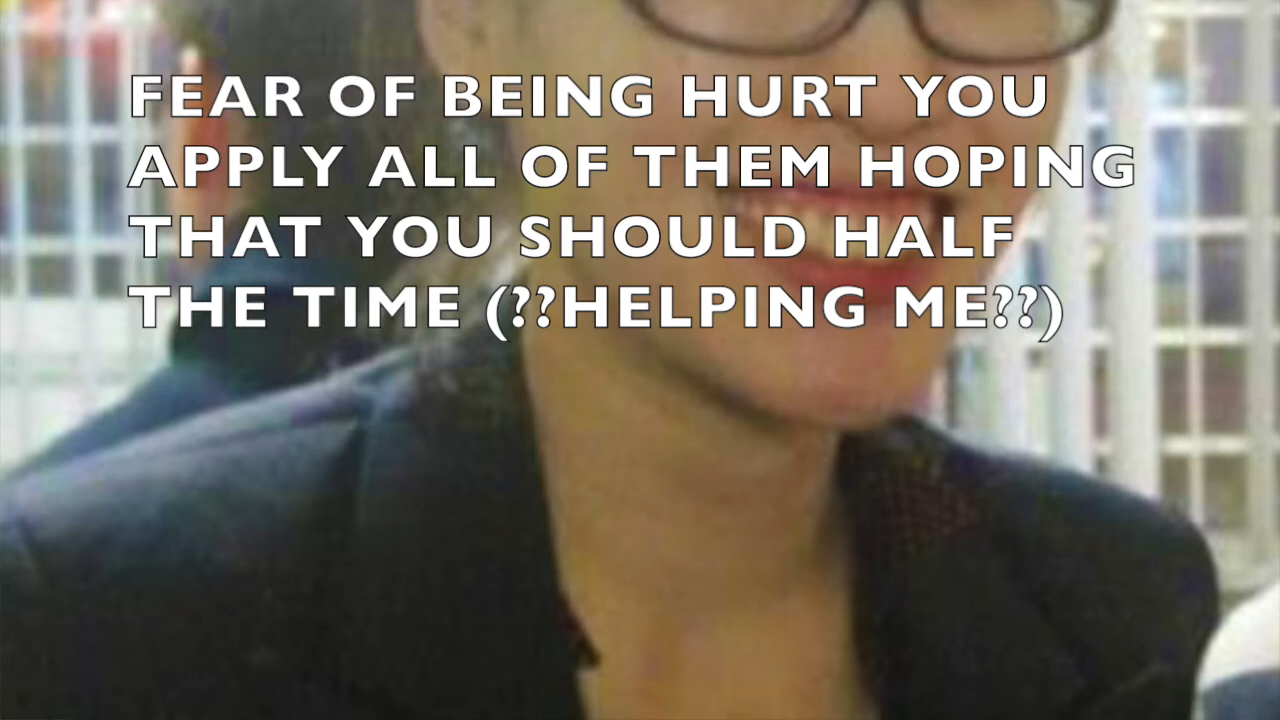 FEAR OF BEING HURT YOU
APPLY ALL OF THEM HOPING
THAT YOU SHOULD HALF
THE TIME (??HELPING ME??)